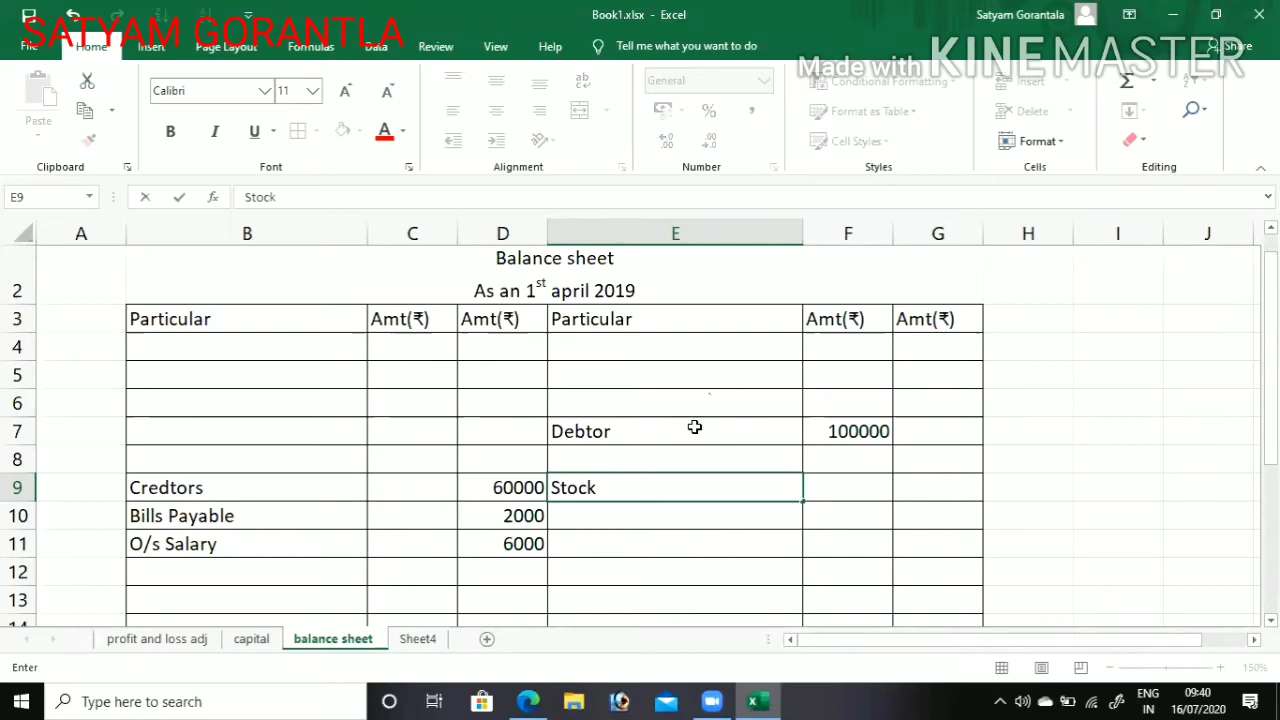 Book1.xlsx - Excel
Satyam Gorantala
SATYAM GORANTLA
File Home Insert Page Layout Formulas Data Review View Help Tell me what you want to do Share
Made with KINEMASTER
Paste
Calibri 11
General
Conditional Formatting
Format as Table
Cell Styles
Insert
Delete
Format
Clipboard Font Alignment Number Styles Cells Editing
E9 fx Stock
A B C D E F G H I J
Balance sheet
2 As an 1st april 2019
3 Particular Amt(₹) Amt(₹) Particular Amt(₹) Amt(₹)
4
5
6
7 Debtor 100000
8
9 Credtors 60000 Stock
10 Bills Payable 2000
11 O/s Salary 6000
12
13
profit and loss adj capital balance sheet Sheet4
Enter 150%
Type here to search
ENG 09:40
IN 16/07/2020